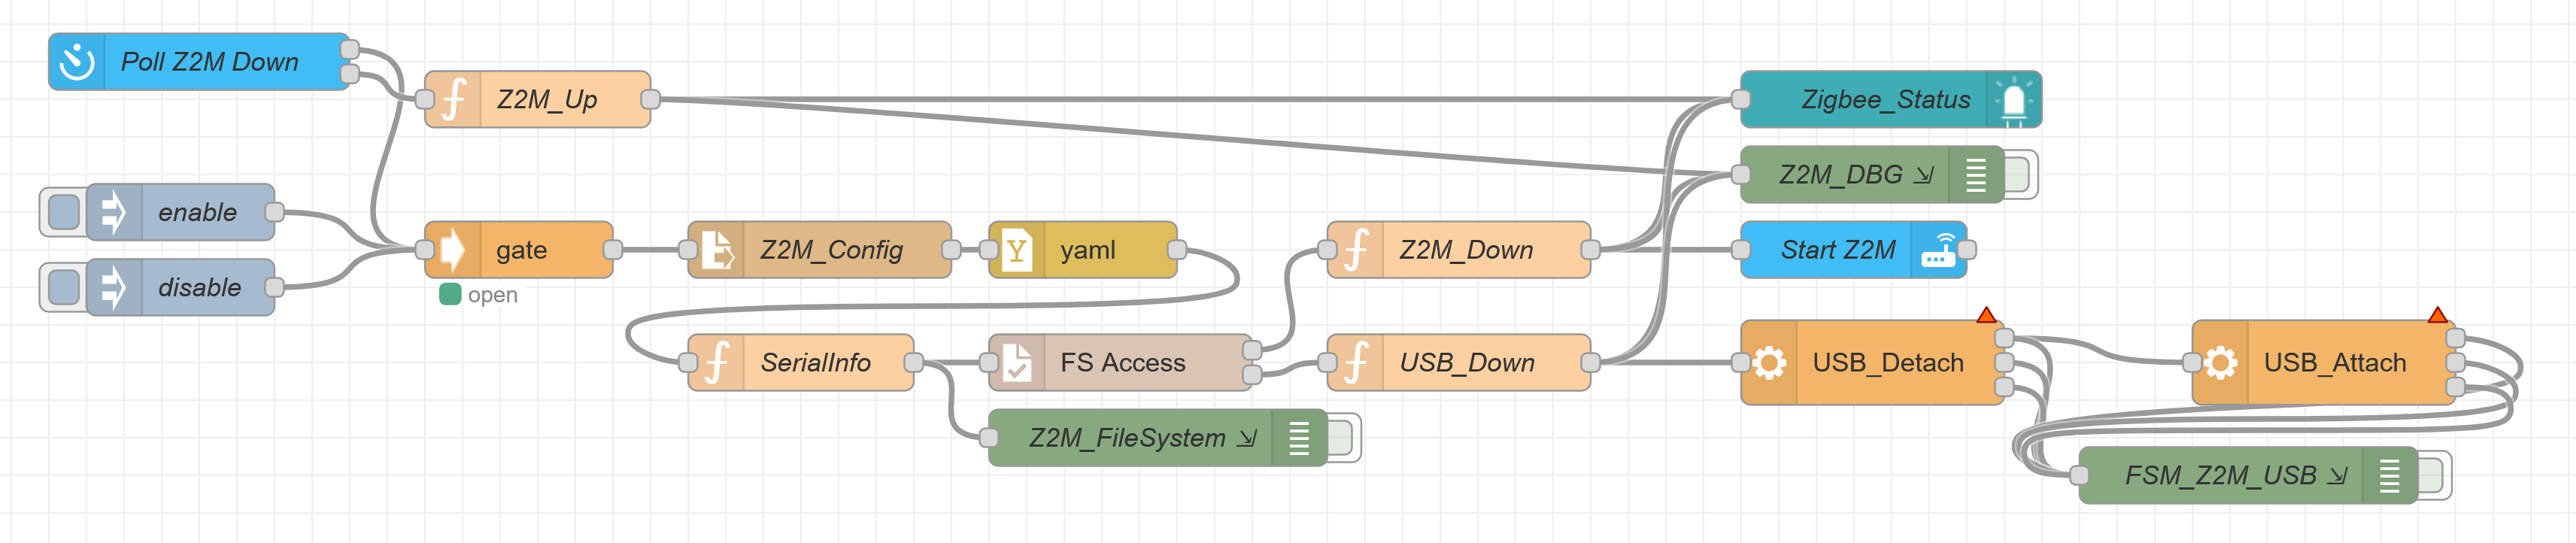 Poll Z2M Down
Z2M_Up
Zigbee_Status
Z2M_DBG
enable
gate
Z2M_Config
yaml
Z2M_Down
Start Z2M
disable
open
SerialInfo
FS Access
USB_Down
USB_Detach
USB_Attach
Z2M_FileSystem
FSM_Z2M_USB